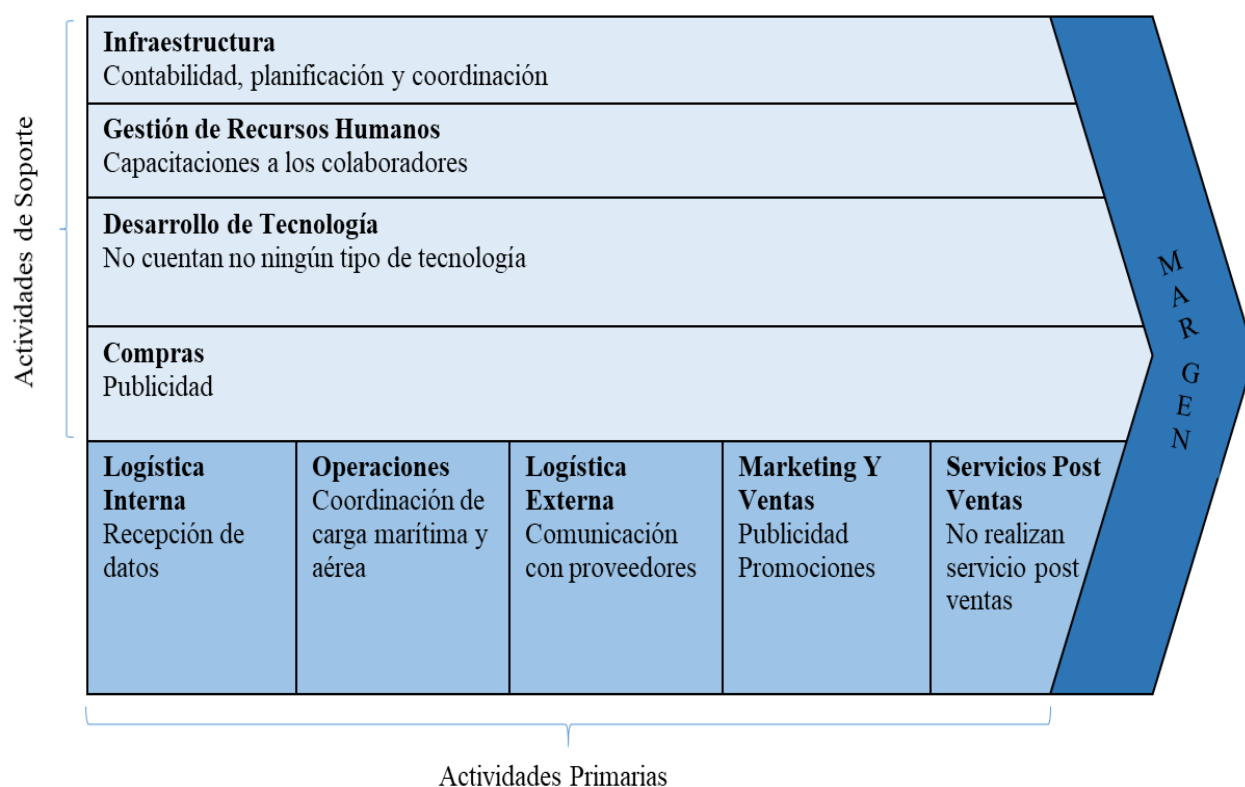 Actividades de Soporte
Infraestructura
Contabilidad, planificación y coordinación
Gestión de Recursos Humanos
Capacitaciones a los colaboradores
Desarrollo de Tecnología
No cuentan no ningún tipo de tecnología
Compras
Publicidad
Logística
Interna
Recepción de
datos
Operaciones
Coordinación de
carga marítima y
aérea
Logística
Externa
Comunicación
con proveedores
Marketing Y
Ventas
Publicidad
Promociones
Servicios Post
Ventas
No realizan
servicio post
ventas
MARGEN
Actividades Primarias